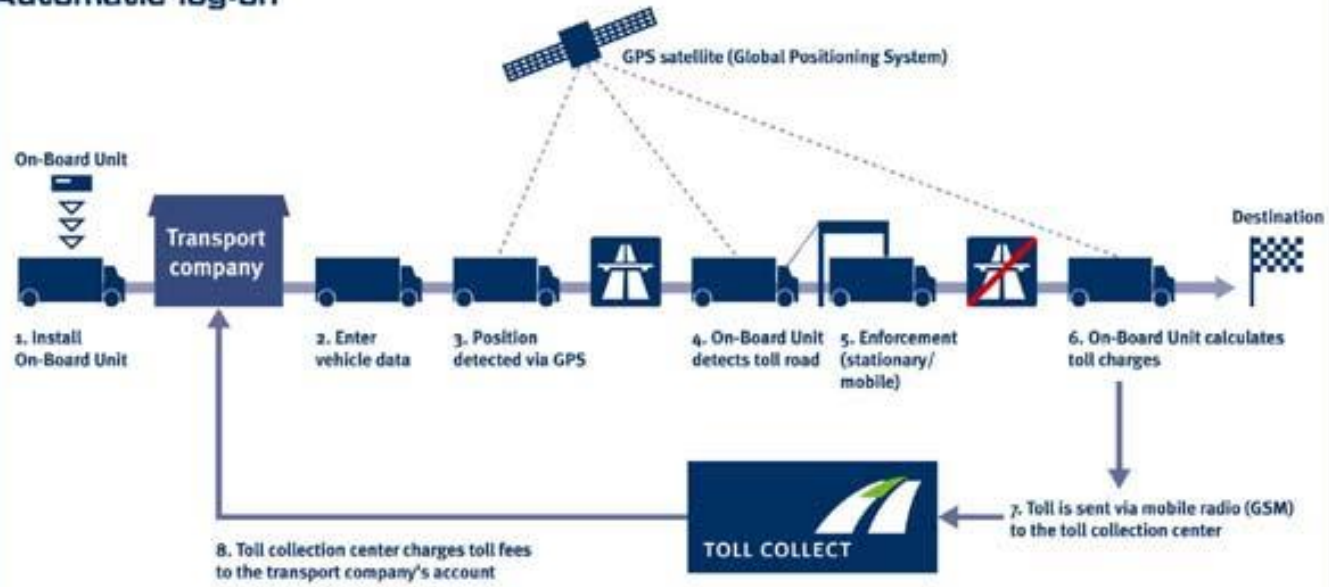 Automatic log-on
GPS satellite (Global Positioning System)
On-Board Unit
Transport
company
Destination
1. Install
On-Board Unit
2. Enter
vehicle data
3. Position
detected via GPS
4. On-Board Unit
detects toll road
5. Enforcement
(stationary/
mobile)
6. On-Board Unit calculates
toll charges
7. Toll is sent via mobile radio (GSM)
to the toll collection center
TOLL COLLECT
8. Toll collection center charges toll fees
to the transport company's account